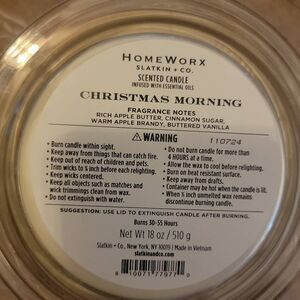 HOMEWORX
SLATKIN + CO.
SCENTED CANDLE
INFUSED WITH ESSENTIAL OILS
CHRISTMAS MORNING
FRAGRANCE NOTES
RICH APPLE BUTTER, CINNAMON SUGAR,
WARM APPLE BRANDY, BUTTERED VANILLA
WARNING
110724
• Burn candle within sight.
• Keep away from things that can catch fire.
• Keep out of reach of children and pets.
• Trim wicks to ¼ inch before each relighting.
• Keep wicks centered.
• Keep all objects such as matches and
wick trimmings clean from wax.
• Do not extinguish with water.
• Do not burn candle for more than
4 HOURS at a time.
• Allow the wax to cool before relighting.
• Burn on heat resistant surface.
• Keep away from drafts.
• Container may be hot when the candle is lit.
• When ½ inch unmelted wax remains
discontinue burning candle.
SUGGESTION: USE LID TO EXTINGUISH CANDLE AFTER BURNING.
Burns 30-55 Hours
Net Wt 18 oz / 510 g
Slatkin + Co., New York, NY 10019 | Made in Vietnam
slatkinandco.com